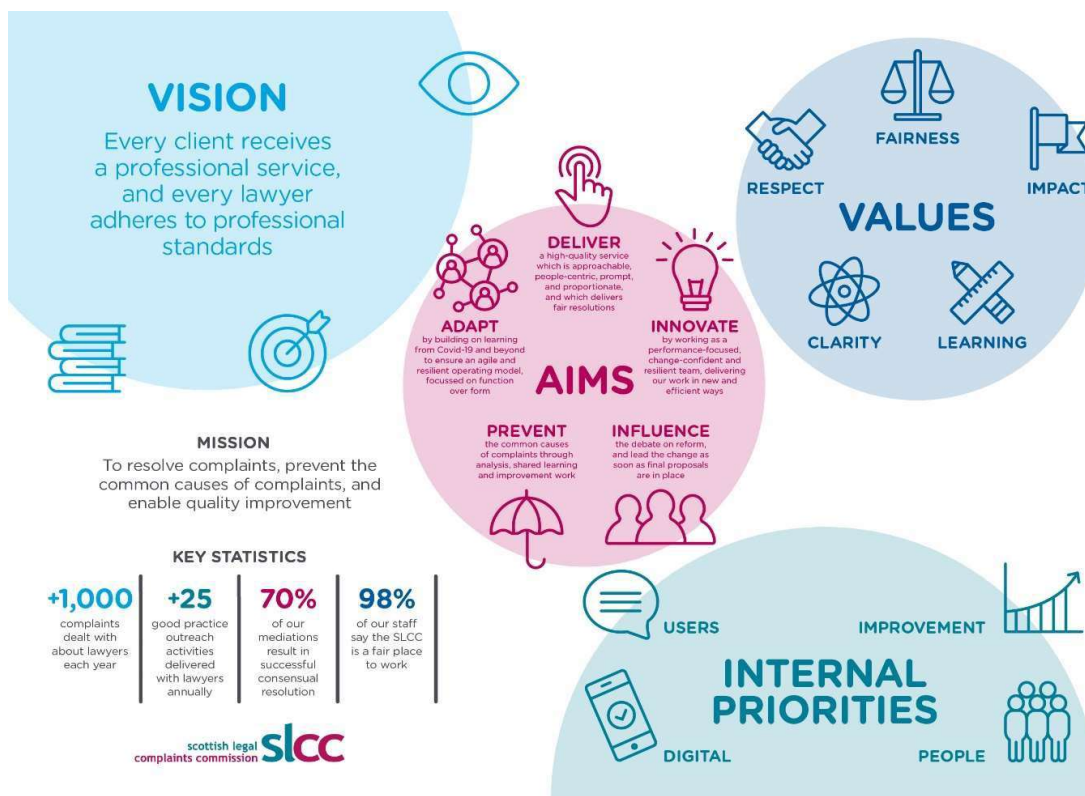 VISION
Every client receives
a professional service,
and every lawyer
adheres to professional
standards
MISSION
To resolve complaints, prevent the
common causes of complaints, and
enable quality improvement
KEY STATISTICS
+1,000
complaints
dealt with
about lawyers
each year
+25
good practice
outreach
activities
delivered
with lawyers
annually
70%
of our
mediations
result in
successful
consensual
resolution
98%
of our staff
say the SLCC
is a fair place
to work
scottish legal
complaints commission
slcc
AIMS
DELIVER
a high-quality service
which is approachable,
people-centric, prompt,
and proportionate,
and which delivers
fair resolutions
ADAPT
by building on learning
from Covid-19 and beyond
to ensure an agile and
resilient operating model,
focussed on function
over form
INNOVATE
by working as a
performance-focused,
change-confident and
resilient team, delivering
our work in new and
efficient ways
PREVENT
the common causes
of complaints through
analysis, shared learning
and improvement work
INFLUENCE
the debate on reform,
and lead the change as
soon as final proposals
are in place
FAIRNESS
RESPECT
IMPACT
VALUES
CLARITY
LEARNING
USERS
IMPROVEMENT
INTERNAL
PRIORITIES
DIGITAL
PEOPLE